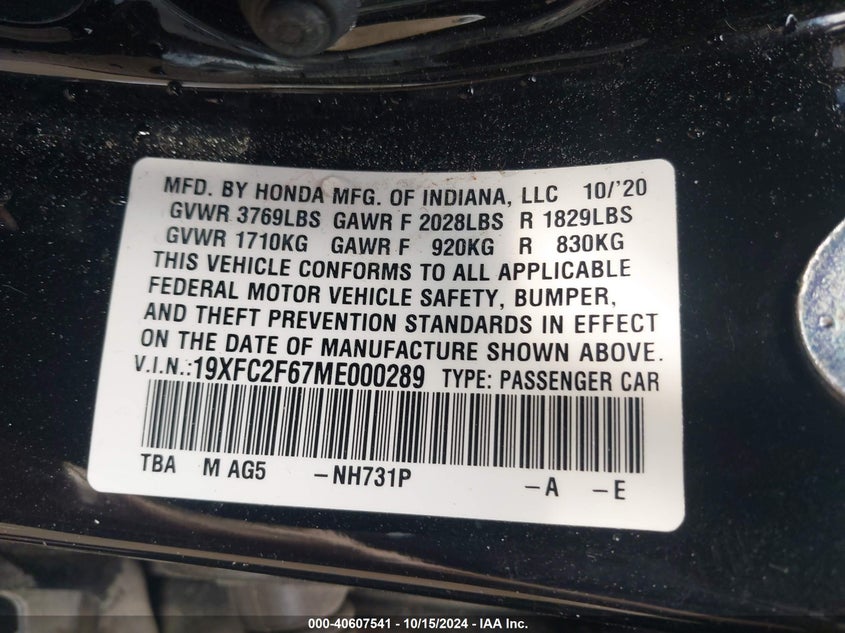 MFD. BY HONDA MFG. OF INDIANA, LLC 10/'20
GVWR 3769LBS GAWR F 2028LBS R 1829LBS
GVWR 1710KG GAWR F 920KG R 830KG
THIS VEHICLE CONFORMS TO ALL APPLICABLE
FEDERAL MOTOR VEHICLE SAFETY, BUMPER,
AND THEFT PREVENTION STANDARDS IN EFFECT
ON THE DATE OF MANUFACTURE SHOWN ABOVE.
V.I.N.:19XFC2F67ME000289 TYPE: PASSENGER CAR
TBA M AG5 –NH731P –A –E
000-40607541 - 10/15/2024 - IAA Inc.